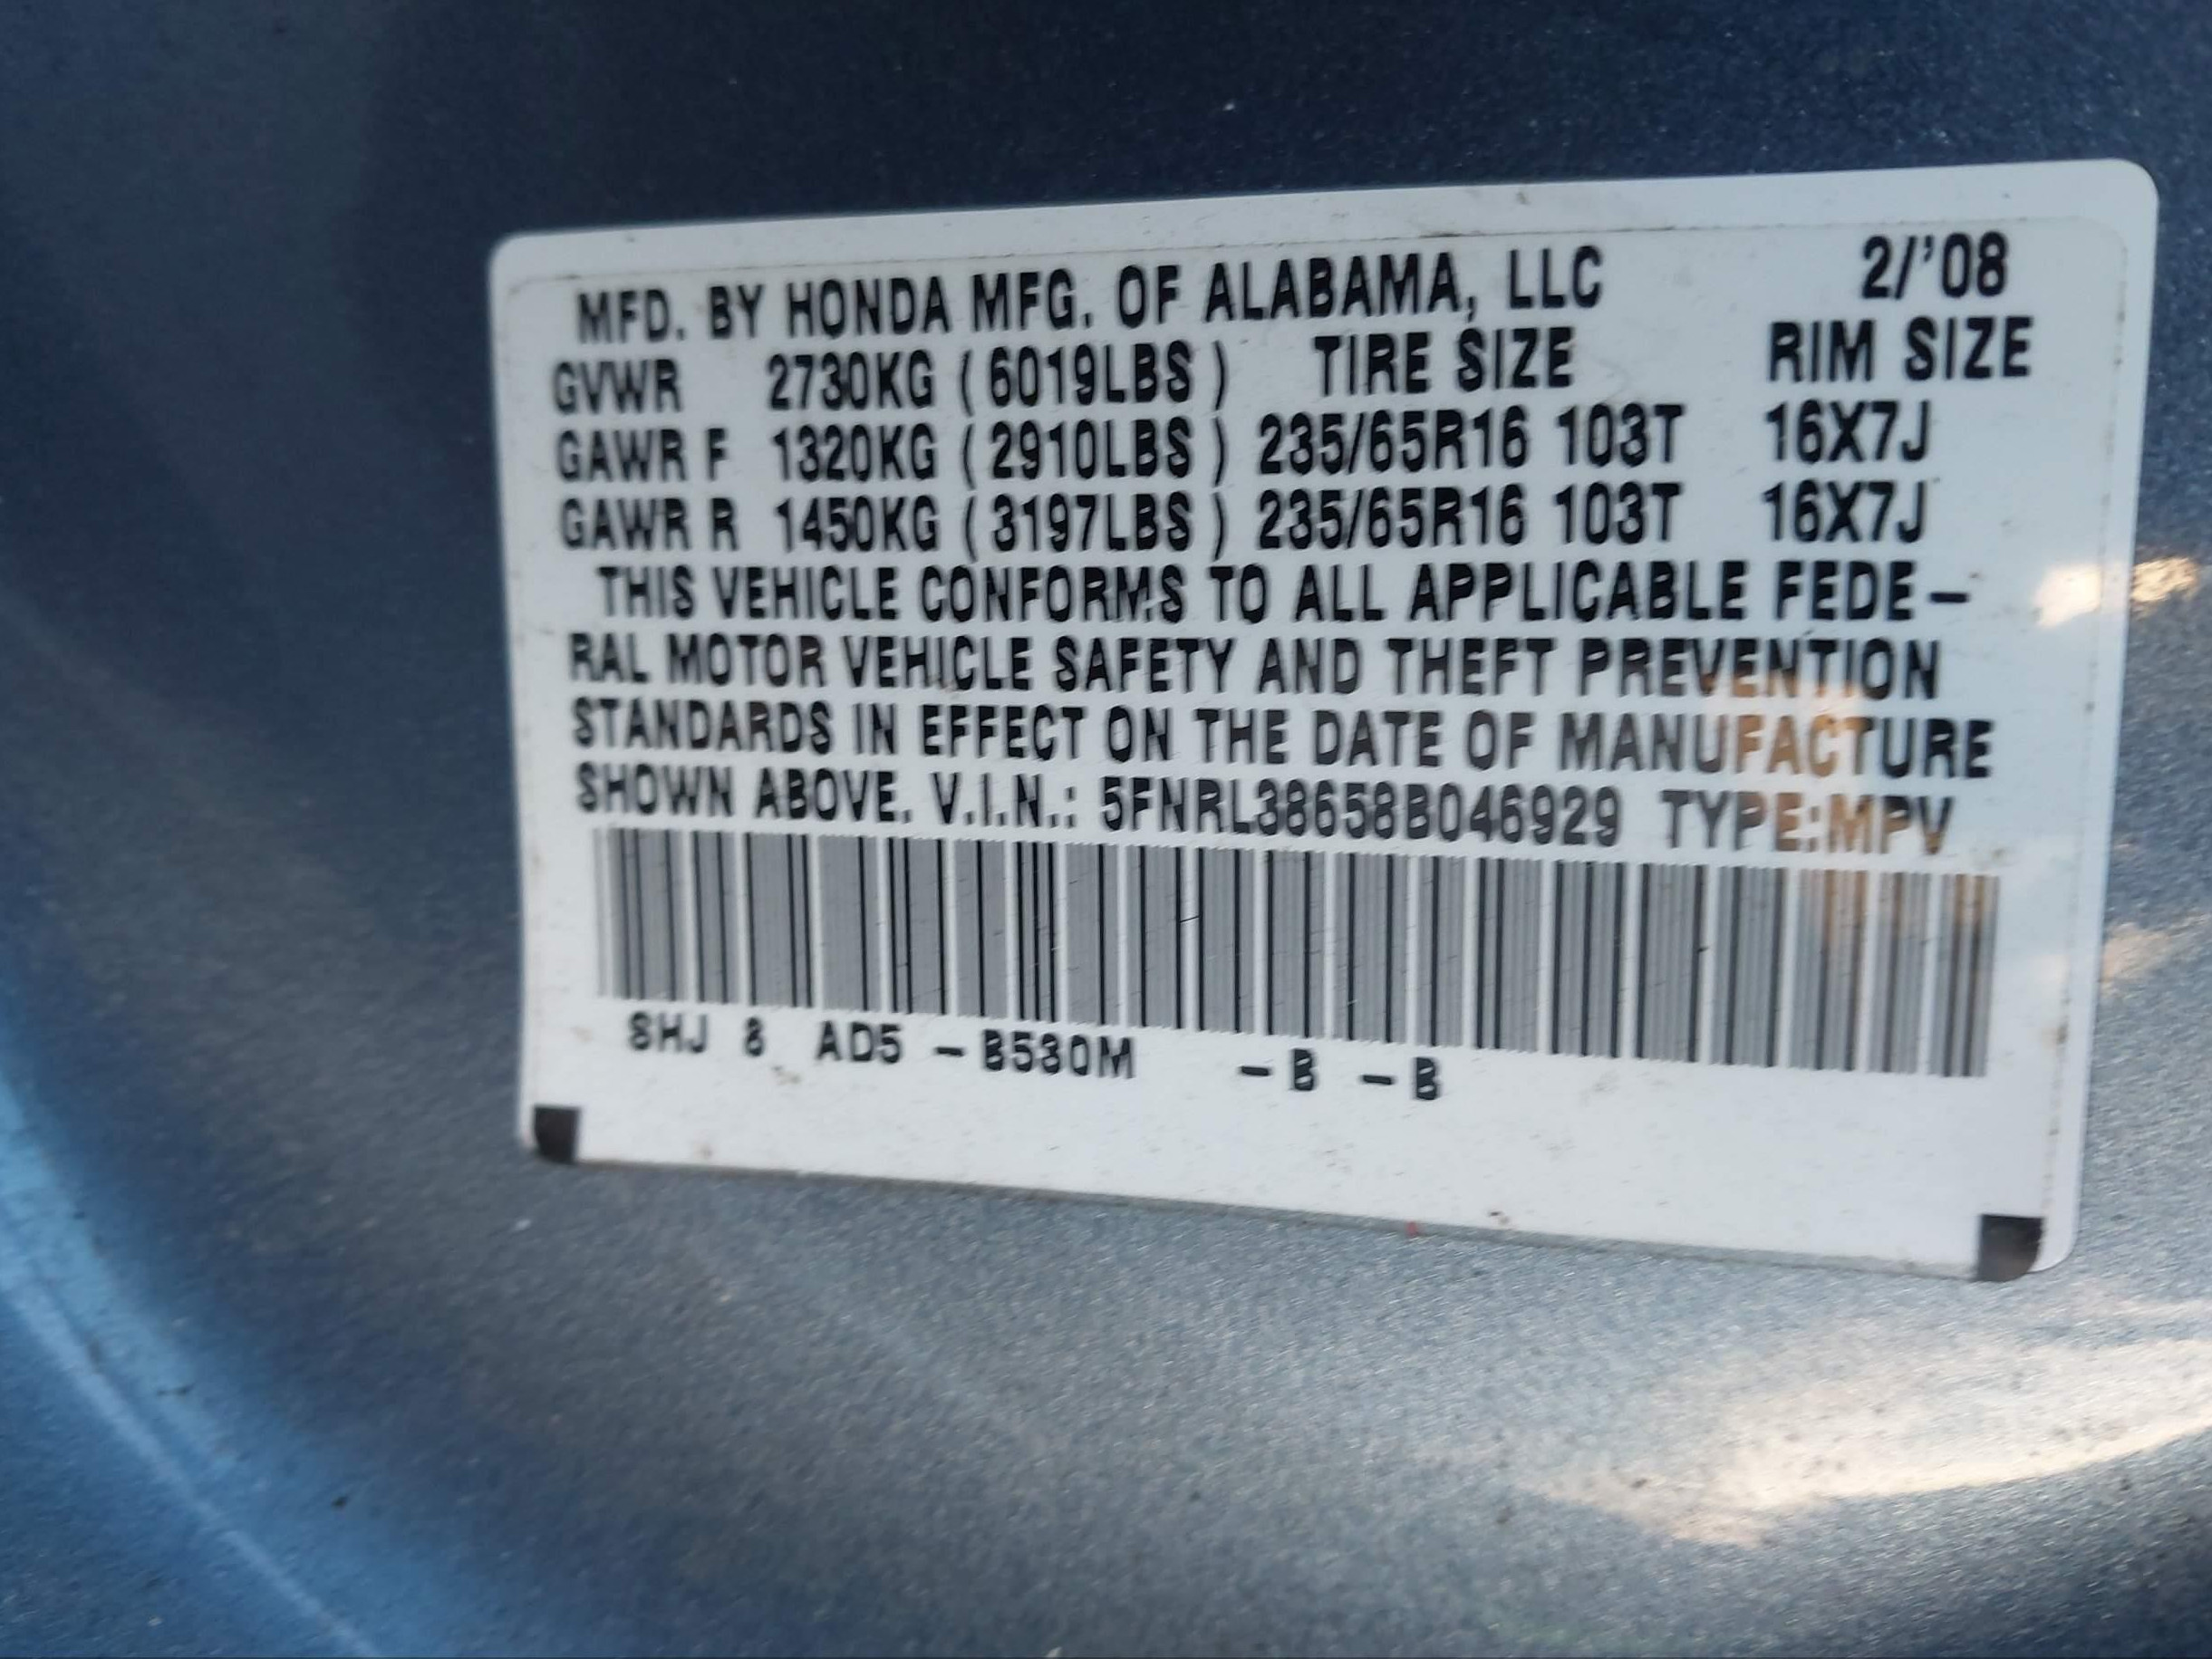 MFD. BY HONDA MFG. OF ALABAMA, LLC 2/'08
GVWR 2730KG (6019LBS) TIRE SIZE RIM SIZE
GAWR F 1320KG (2910LBS) 235/65R16 103T 16X7J
GAWR R 1450KG (3197LBS) 235/65R16 103T 16X7J
THIS VEHICLE CONFORMS TO ALL APPLICABLE FEDE-
RAL MOTOR VEHICLE SAFETY AND THEFT PREVENTION
STANDARDS IN EFFECT ON THE DATE OF MANUFACTURE
SHOWN ABOVE. V.I.N.: 5FNRL38658B046929 TYPE:MPV
SHJ 8 AD5 -B530M -B -B